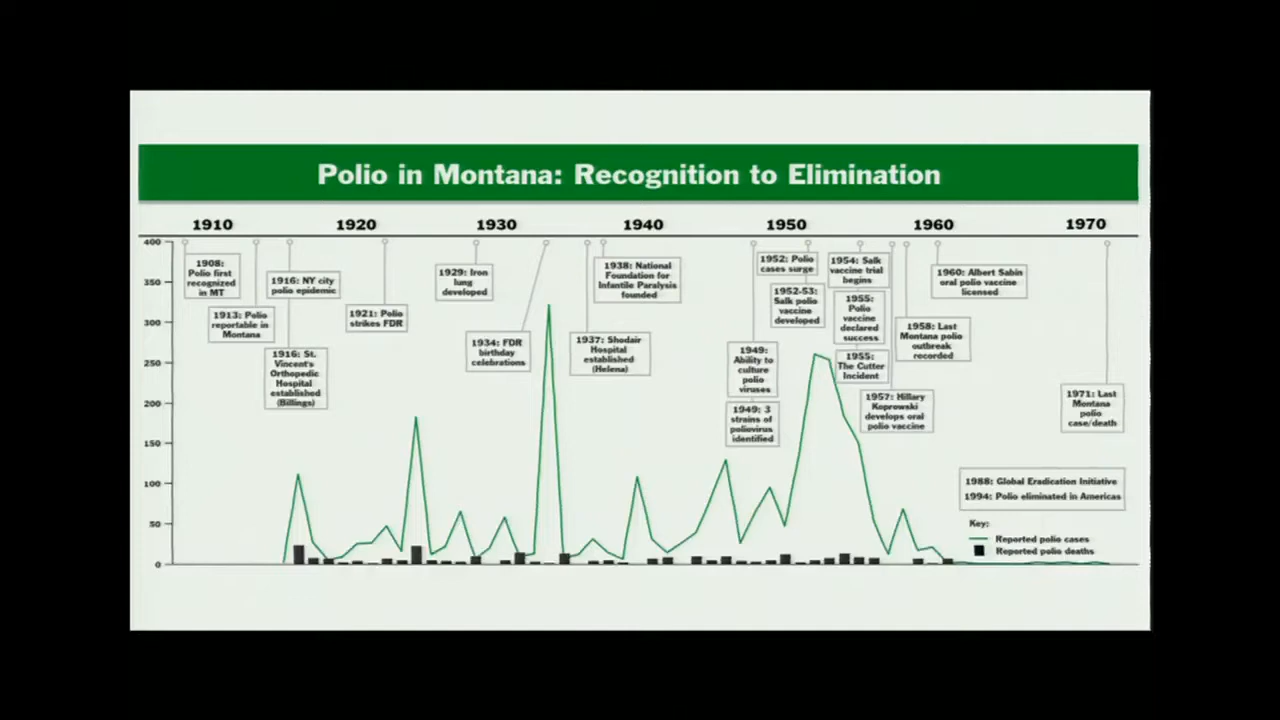 Polio in Montana: Recognition to Elimination
1910 1920 1930 1940 1950 1960 1970
400
350
300
250
200
150
100
50
0
1908:
Polio first
recognized
in MT
1913: Polio
reportable in
Montana
1916: NY city
polio epidemic
1916: St.
Vincent's
Orthopedic
Hospital
established
(Billings)
1921: Polio
strikes FDR
1929: Iron
lung
developed
1934: FDR
birthday
celebrations
1937: Shodair
Hospital
established
(Helena)
1938: National
Foundation for
Infantile Paralysis
founded
1949:
Ability to
culture
polio
viruses
1949: 3
strains of
poliovirus
identified
1952: Polio
cases surge
1952-53:
Salk polio
vaccine
developed
1954: Salk
vaccine trial
begins
1955:
Polio
vaccine
declared
success
1955:
The Cutter
Incident
1957: Hillary
Koprowski
develops oral
polio vaccine
1958: Last
Montana polio
outbreak
recorded
1960: Albert Sabin
oral polio vaccine
licensed
1971: Last
Montana
polio
case/death
1988: Global Eradication Initiative
1994: Polio eliminated in Americas
Key:
Reported polio cases
Reported polio deaths